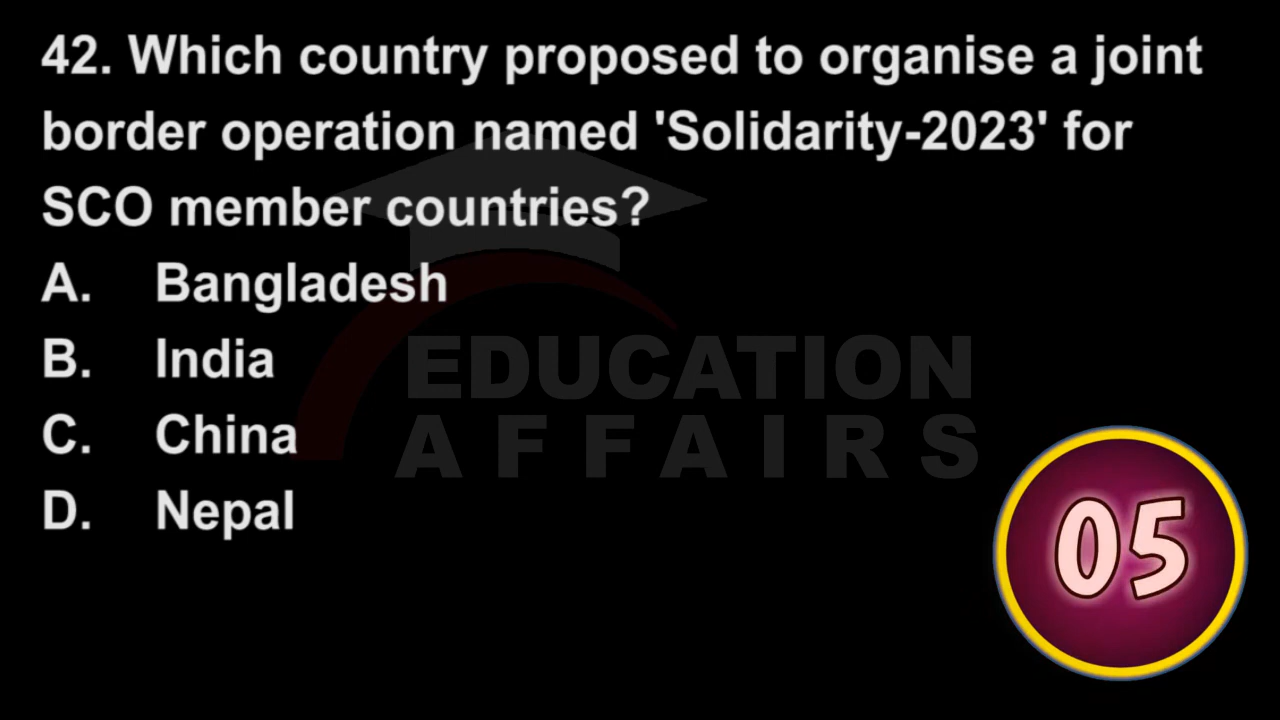 42. Which country proposed to organise a joint
border operation named 'Solidarity-2023' for
SCO member countries?
A. Bangladesh
B. India
C. China
D. Nepal
EDUCATION
AFFAIRS
05